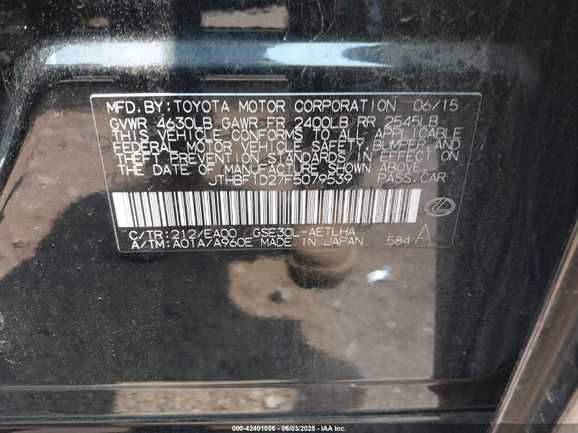 MFD. BY: TOYOTA MOTOR CORPORATION 06/15
GVWR 4630LB GAWR FR 2400LB RR 2545LB
THIS VEHICLE CONFORMS TO ALL APPLICABLE
FEDERAL MOTOR VEHICLE SAFETY, BUMPER AND
THEFT PREVENTION STANDARDS IN EFFECT ON
THE DATE OF MANUFACTURE SHOWN ABOVE.
JTHBF1D27F5079539 PASS.CAR
C/TR:212/EA00 GSE30L-AETLHA
A/TM:A01A/A960E MADE IN JAPAN 584 A
000-42401056 - 06/03/2025 - IAA Inc.